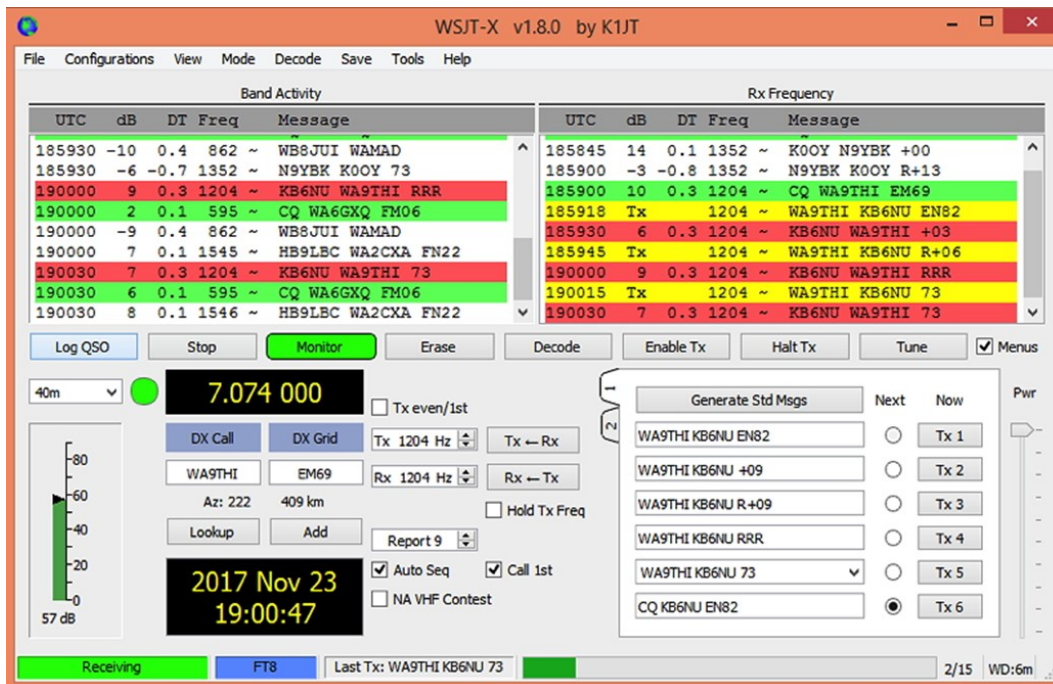 WSJT-X v1.8.0 by K1JT
File Configurations View Mode Decode Save Tools Help
Band Activity
UTC dB DT Freq Message
185930 -10 0.4 862 ~ WB8JUI WAMAD
185930 -6 -0.7 1352 ~ N9YBK K0OY 73
190000 9 0.3 1204 ~ KB6NU WA9THI RRR
190000 2 0.1 595 ~ CQ WA6GXQ FM06
190000 -9 0.4 862 ~ WB8JUI WAMAD
190000 7 0.1 1545 ~ HB9LBC WA2CXA FN22
190030 7 0.3 1204 ~ KB6NU WA9THI 73
190030 6 0.1 595 ~ CQ WA6GXQ FM06
190030 8 0.1 1546 ~ HB9LBC WA2CXA FN22
Rx Frequency
UTC dB DT Freq Message
185845 14 0.1 1352 ~ K0OY N9YBK +00
185900 -3 -0.8 1352 ~ N9YBK K0OY R+13
185900 10 0.3 1204 ~ CQ WA9THI EM69
185918 Tx 1204 ~ WA9THI KB6NU EN82
185930 6 0.3 1204 ~ KB6NU WA9THI +03
185945 Tx 1204 ~ WA9THI KB6NU R+06
190000 9 0.3 1204 ~ KB6NU WA9THI RRR
190015 Tx 1204 ~ WA9THI KB6NU 73
190030 7 0.3 1204 ~ KB6NU WA9THI 73
Log QSO Stop Monitor Erase Decode Enable Tx Halt Tx Tune Menus
40m
7.074 000
Tx even/1st
DX Call DX Grid
Tx 1204 Hz Tx ← Rx
WA9THI EM69
Rx 1204 Hz Rx ← Tx
Az: 222 409 km
Hold Tx Freq
Lookup Add
Report 9
Auto Seq Call 1st
NA VHF Contest
2017 Nov 23
19:00:47
80
60
40
20
0
57 dB
1
2
Generate Std Msgs Next Now
WA9THI KB6NU EN82 Tx 1
WA9THI KB6NU +09 Tx 2
WA9THI KB6NU R+09 Tx 3
WA9THI KB6NU RRR Tx 4
WA9THI KB6NU 73 Tx 5
CQ KB6NU EN82 Tx 6
Pwr
Receiving FT8 Last Tx: WA9THI KB6NU 73 2/15 WD:6m